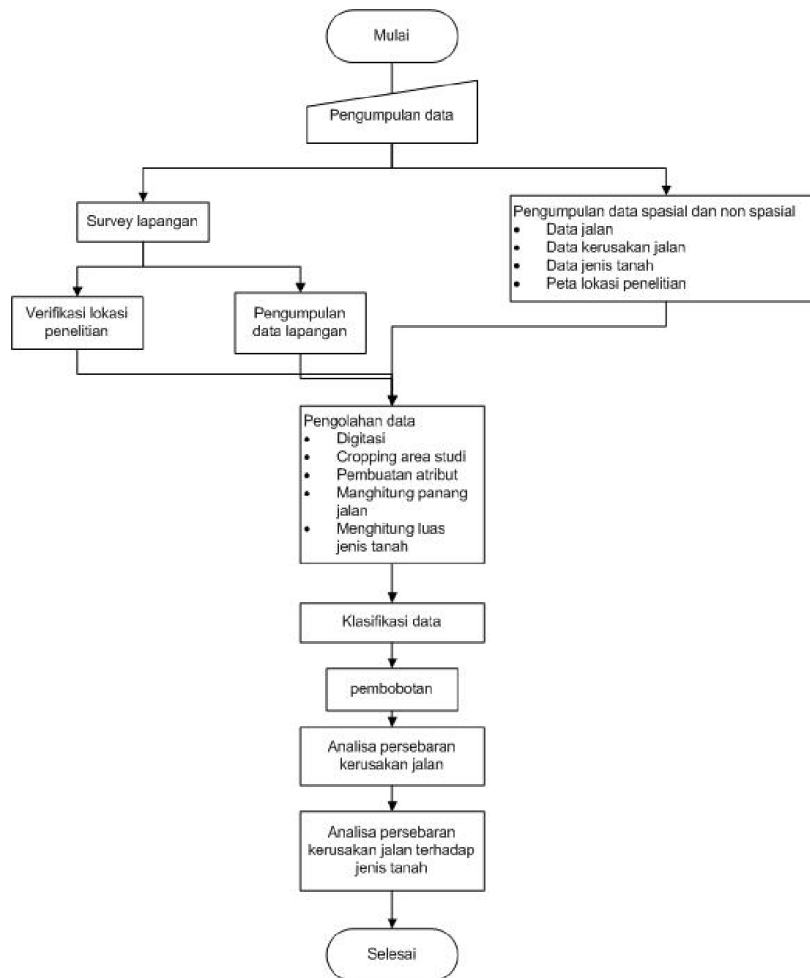 Mulai
Pengumpulan data
Survey lapangan
Pengumpulan data spasial dan non spasial
• Data jalan
• Data kerusakan jalan
• Data jenis tanah
• Peta lokasi penelitian
Verifikasi lokasi
penelitian
Pengumpulan
data lapangan
Pengolahan data
• Digitasi
• Cropping area studi
• Pembuatan atribut
• Manghitung panang
jalan
• Menghitung luas
jenis tanah
Klasifikasi data
pembobotan
Analisa persebaran
kerusakan jalan
Analisa persebaran
kerusakan jalan terhadap
jenis tanah
Selesai